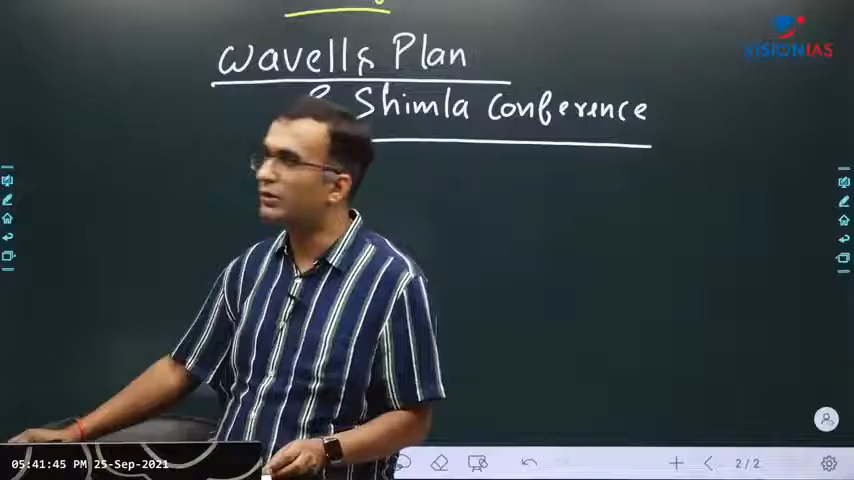 Wavell's Plan
& Shimla Conference
VISIONIAS
05:41:45 PM 25-Sep-2021
2/2